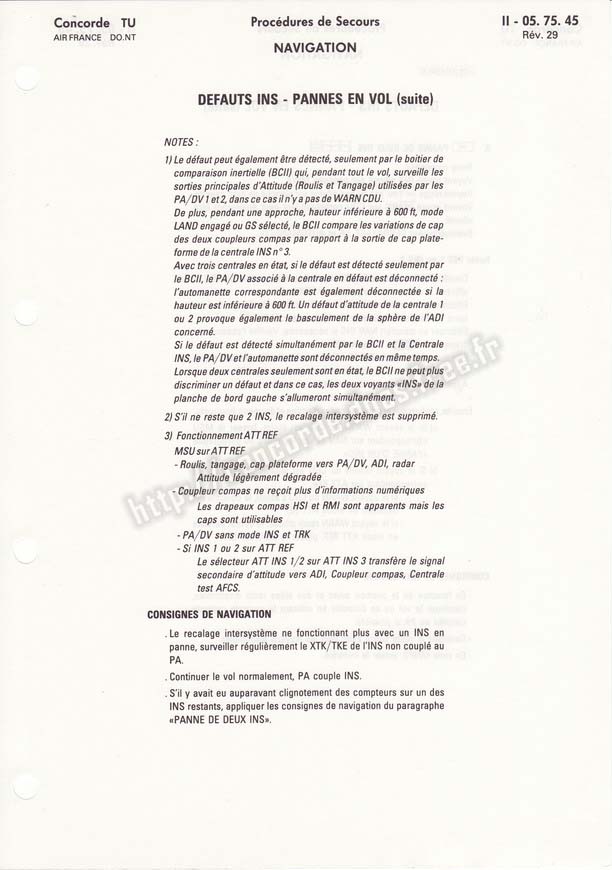 Concorde TU
AIR FRANCE DO.NT
Procédures de Secours
NAVIGATION
II - 05. 75. 45
Rév. 29
DEFAUTS INS - PANNES EN VOL (suite)
NOTES :
1) Le défaut peut également être détecté, seulement par le boitier de
comparaison inertielle (BCII) qui, pendant tout le vol, surveille les
sorties principales d'Attitude (Roulis et Tangage) utilisées par les
PA/DV 1 et 2, dans ce cas il n'y a pas de WARN CDU.
De plus, pendant une approche, hauteur inférieure à 600 ft, mode
LAND engagé ou GS sélecté, le BCII compare les variations de cap
des deux coupleurs compas par rapport à la sortie de cap plate-
forme de la centrale INS n° 3.
Avec trois centrales en état, si le défaut est détecté seulement par
le BCII, le PA/DV associé à la centrale en défaut est déconnecté :
l'automanette correspondante est également déconnectée si la
hauteur est inférieure à 600 ft. Un défaut d'attitude de la centrale 1
ou 2 provoque également le basculement de la sphère de l'ADI
concerné.
Si le défaut est détecté simultanément par le BCII et la Centrale
INS, le PA/DV et l'automanette sont déconnectés en même temps.
Lorsque deux centrales seulement sont en état, le BCII ne peut plus
discriminer un défaut et dans ce cas, les deux voyants «INS» de la
planche de bord gauche s'allumeront simultanément.
2) S'il ne reste que 2 INS, le recalage intersystème est supprimé.
3) Fonctionnement ATT REF
MSU sur ATT REF
- Roulis, tangage, cap plateforme vers PA/DV, ADI, radar
Attitude légèrement dégradée
- Coupleur compas ne reçoit plus d'informations numériques
Les drapeaux compas HSI et RMI sont apparents mais les
caps sont utilisables
- PA/DV sans mode INS et TRK
- Si INS 1 ou 2 sur ATT REF
Le sélecteur ATT INS 1/2 sur ATT INS 3 transfère le signal
secondaire d'attitude vers ADI, Coupleur compas, Centrale
test AFCS.
CONSIGNES DE NAVIGATION
. Le recalage intersystème ne fonctionnant plus avec un INS en
panne, surveiller régulièrement le XTK/TKE de l'INS non couplé au
PA.
. Continuer le vol normalement, PA couple INS.
. S'il y avait eu auparavant clignotement des compteurs sur un des
INS restants, appliquer les consignes de navigation du paragraphe
«PANNE DE DEUX INS».